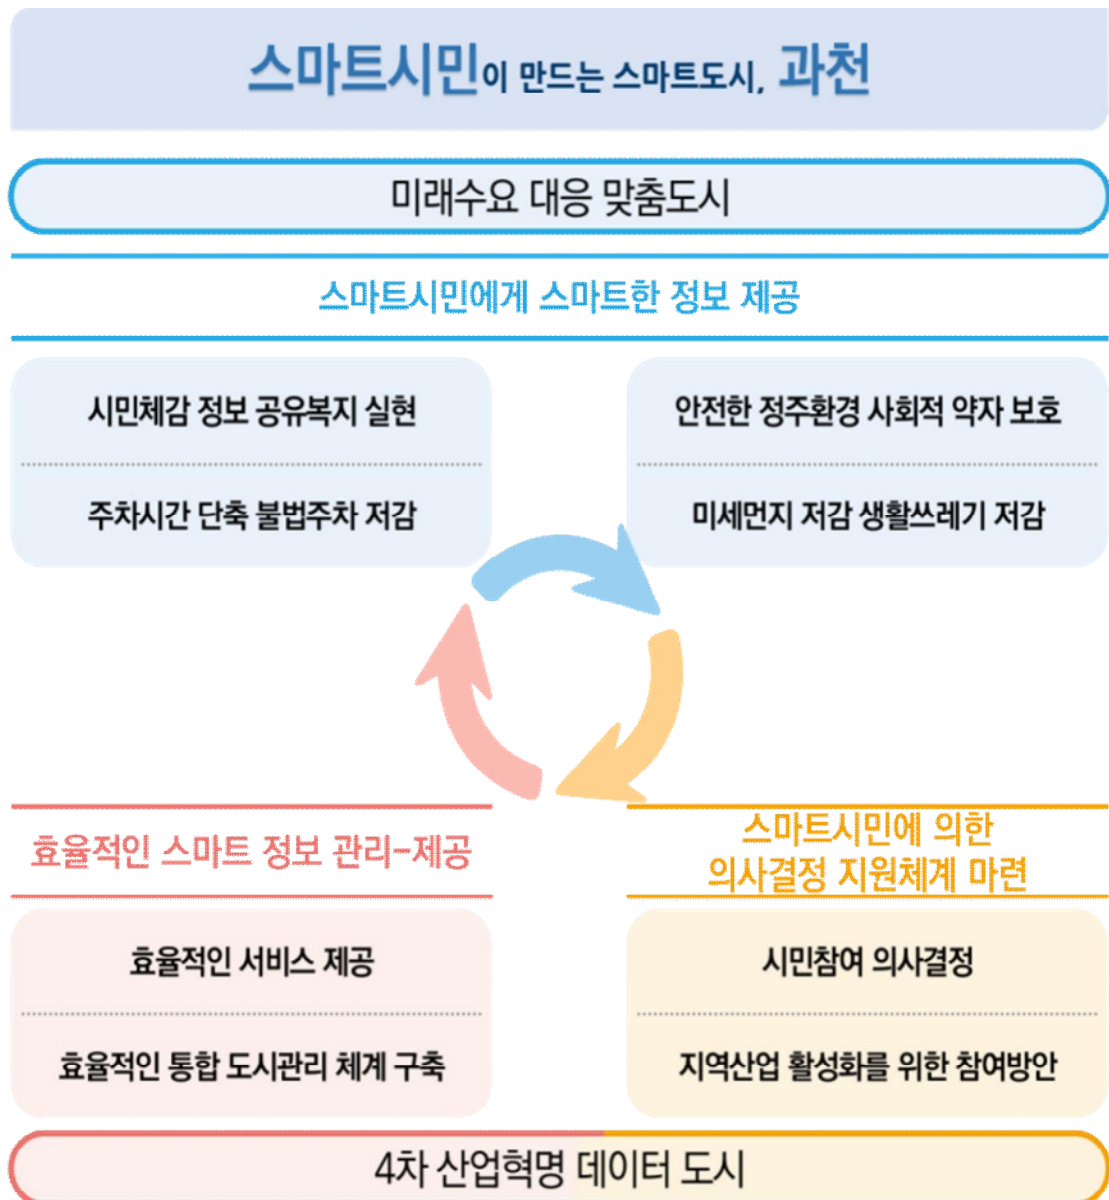 스마트시민이 만드는 스마트도시, 과천
미래수요 대응 맞춤도시
스마트시민에게 스마트한 정보 제공
시민체감 정보 공유복지 실현
주차시간 단축 불법주차 저감
안전한 정주환경 사회적 약자 보호
미세먼지 저감 생활쓰레기 저감
효율적인 스마트 정보 관리-제공
효율적인 서비스 제공
효율적인 통합 도시관리 체계 구축
스마트시민에 의한
의사결정 지원체계 마련
시민참여 의사결정
지역산업 활성화를 위한 참여방안
4차 산업혁명 데이터 도시